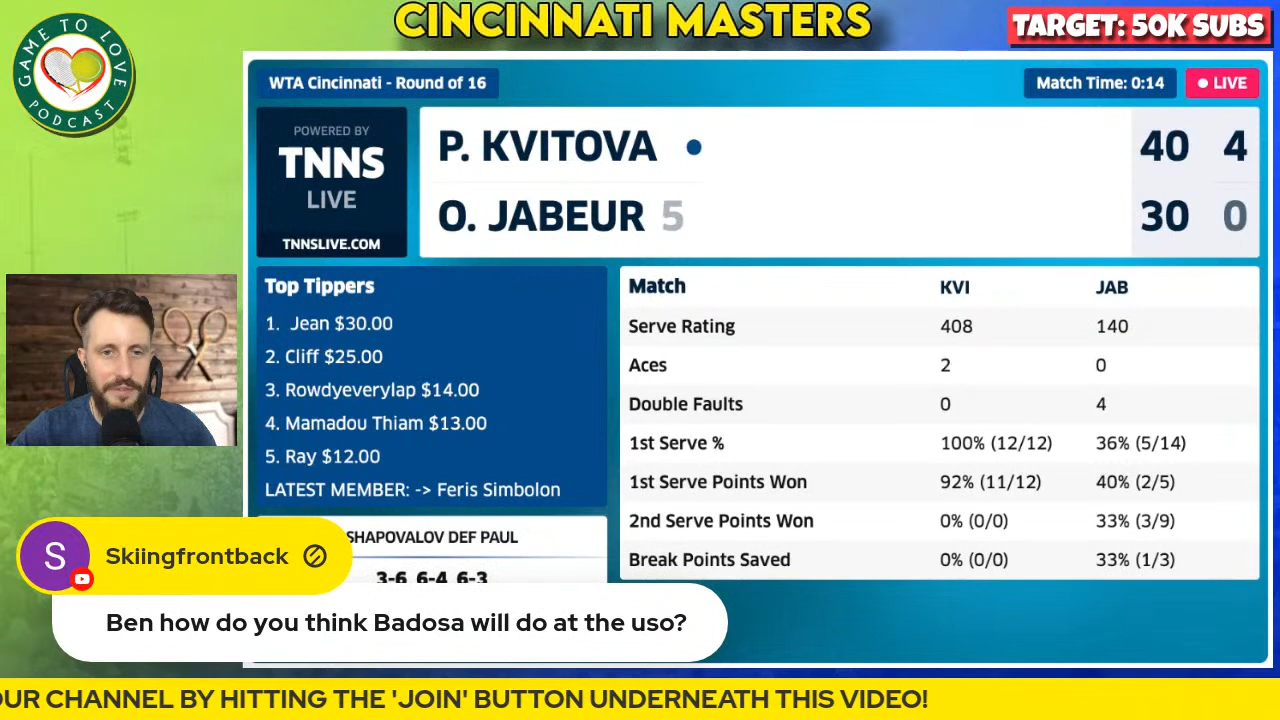 GAME TO LOVE
PODCAST
CINCINNATI MASTERS
TARGET: 50K SUBS
WTA Cincinnati - Round of 16
Match Time: 0:14
LIVE
POWERED BY
TNNS
LIVE
TNNSLIVE.COM
P. KVITOVA 40 4
O. JABEUR 5 30 0
Top Tippers
1. Jean $30.00
2. Cliff $25.00
3. Rowdyeverylap $14.00
4. Mamadou Thiam $13.00
5. Ray $12.00
LATEST MEMBER: -> Feris Simbolon
Match KVI JAB
Serve Rating 408 140
Aces 2 0
Double Faults 0 4
1st Serve % 100% (12/12) 36% (5/14)
1st Serve Points Won 92% (11/12) 40% (2/5)
2nd Serve Points Won 0% (0/0) 33% (3/9)
Break Points Saved 0% (0/0) 33% (1/3)
SHAPOVALOV DEF PAUL
3-6 6-4 6-3
S
Skiingfrontback
Ben how do you think Badosa will do at the uso?
OUR CHANNEL BY HITTING THE 'JOIN' BUTTON UNDERNEATH THIS VIDEO!